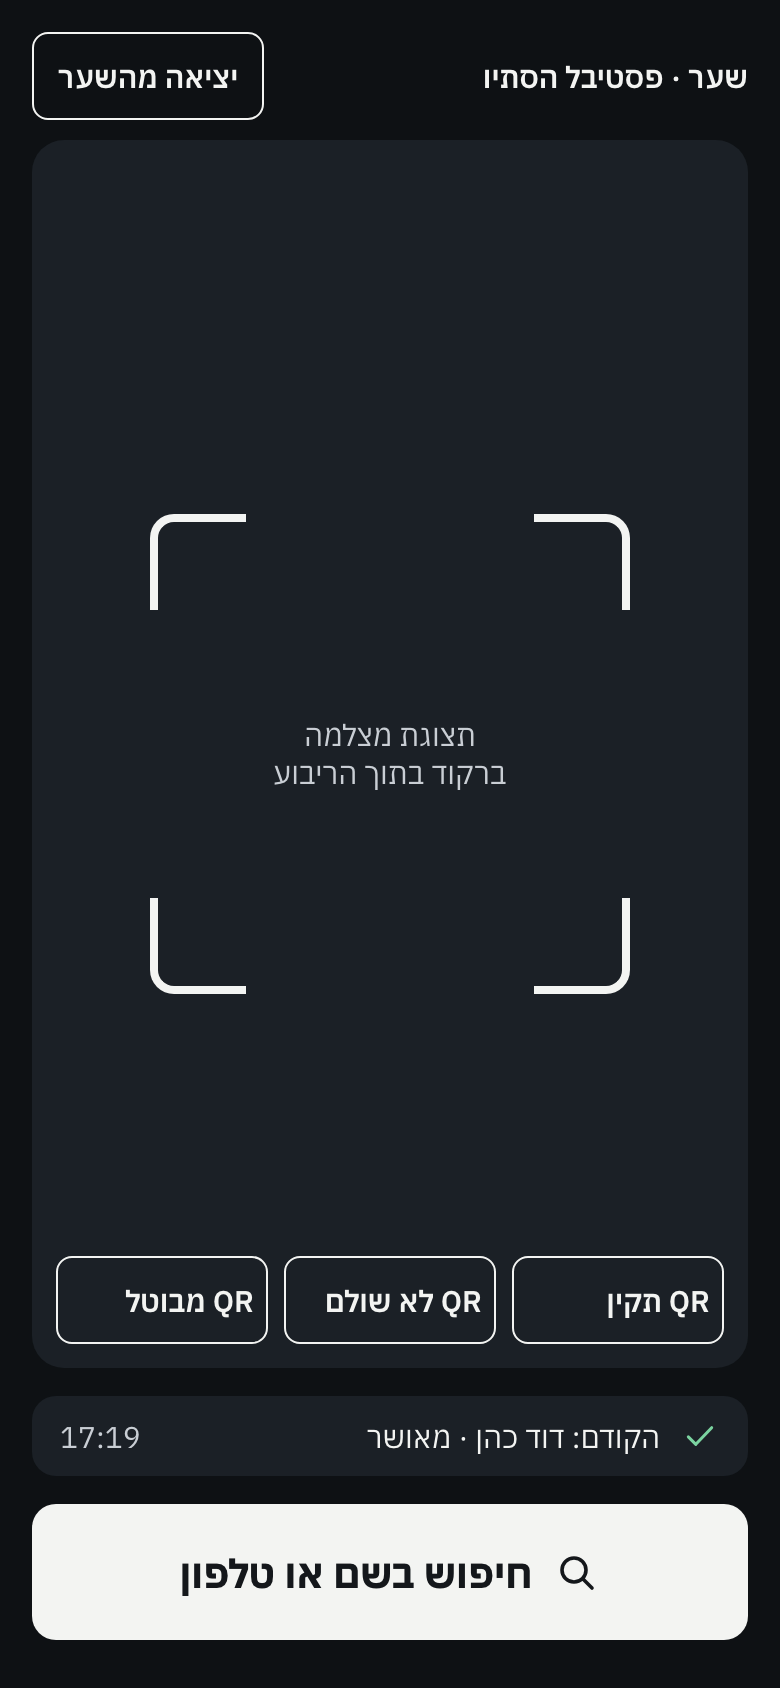 שער · פסטיבל הסתיו
יציאה מהשער
תצוגת מצלמה
ברקוד בתוך הריבוע
QR תקין
QR לא שולם
QR מבוטל
הקודם: דוד כהן · מאושר
17:19
חיפוש בשם או טלפון